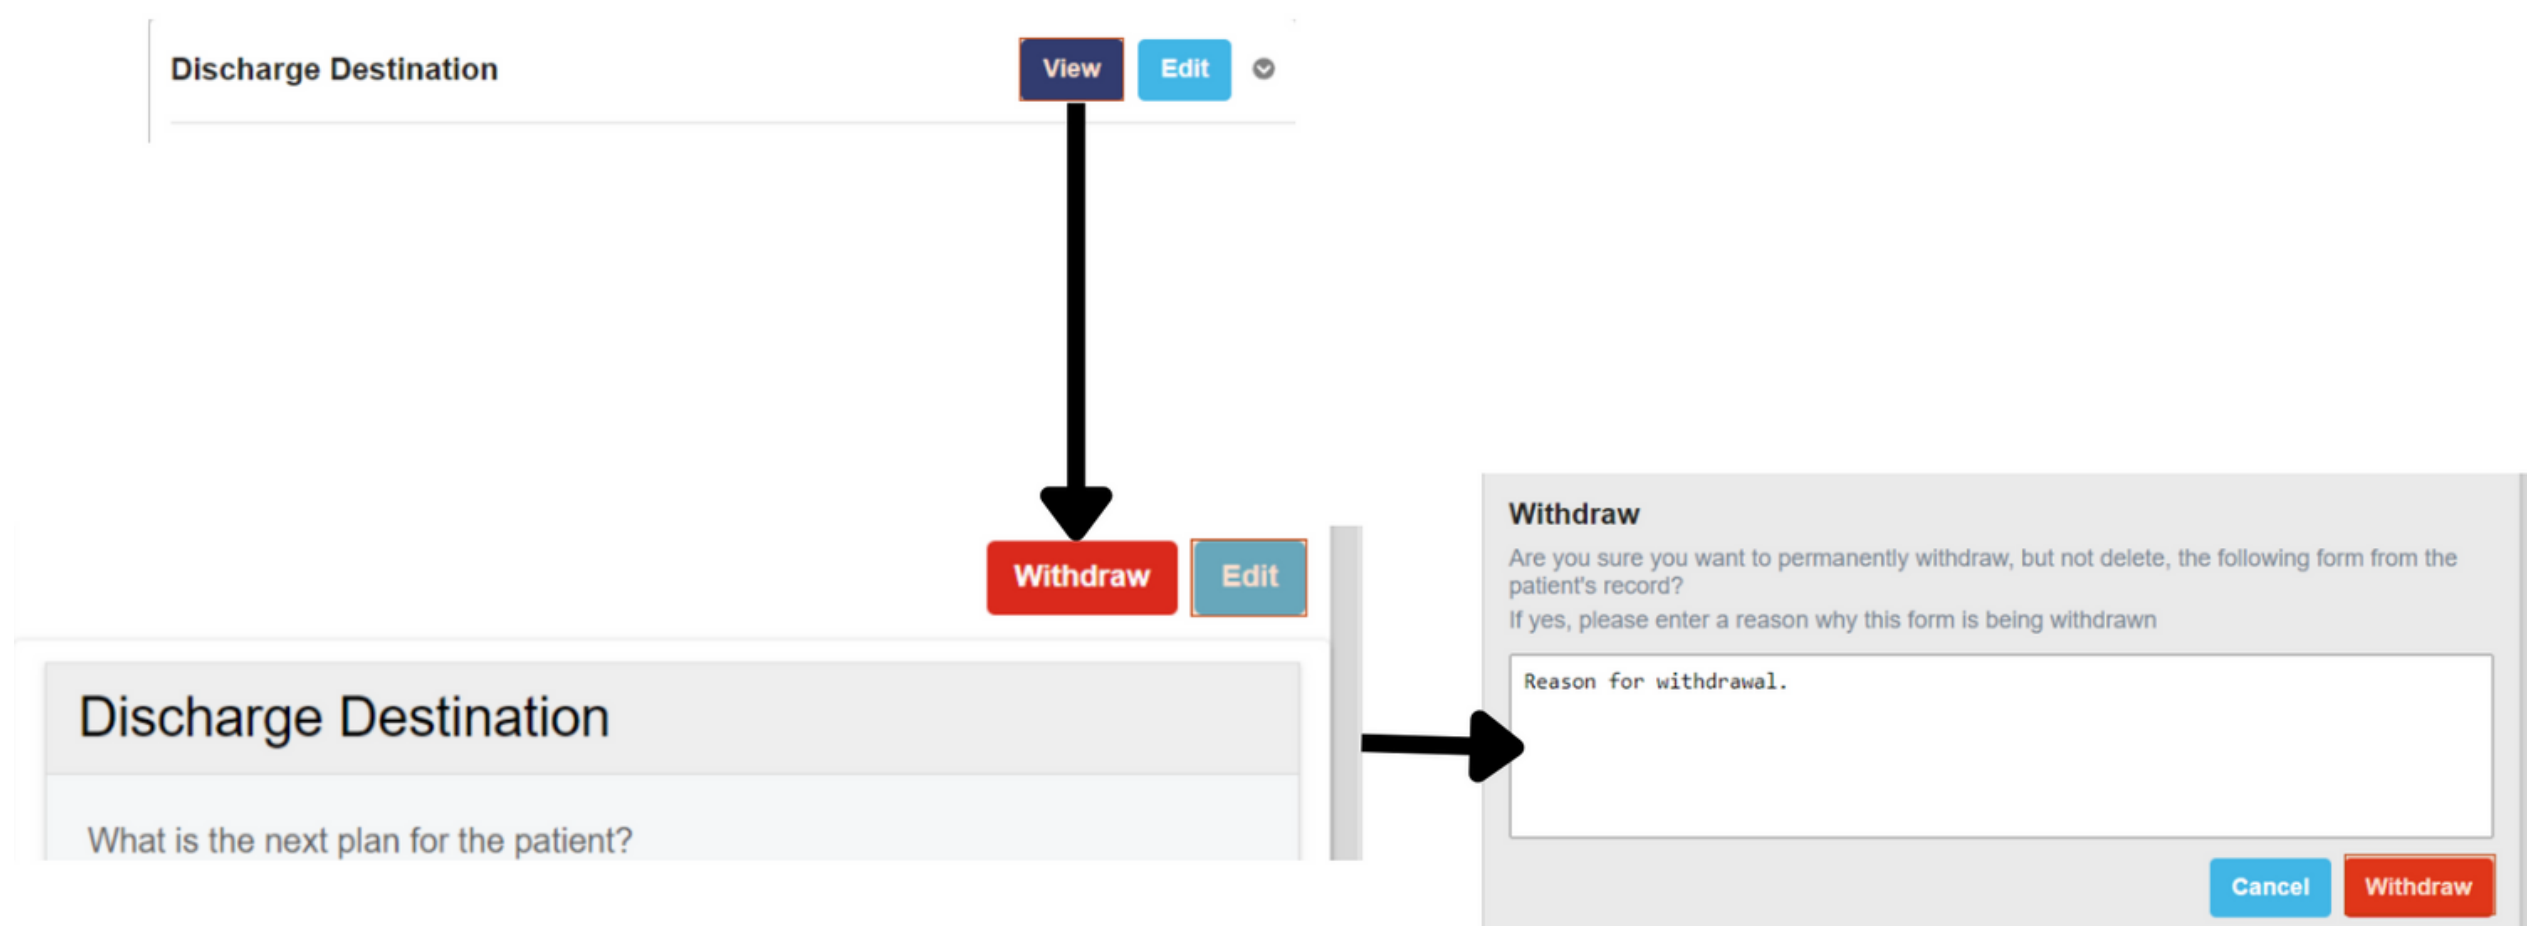 Discharge Destination
View Edit
Withdraw Edit
Discharge Destination
What is the next plan for the patient?
Withdraw
Are you sure you want to permanently withdraw, but not delete, the following form from the
patient's record?
If yes, please enter a reason why this form is being withdrawn
Reason for withdrawal.
Cancel Withdraw